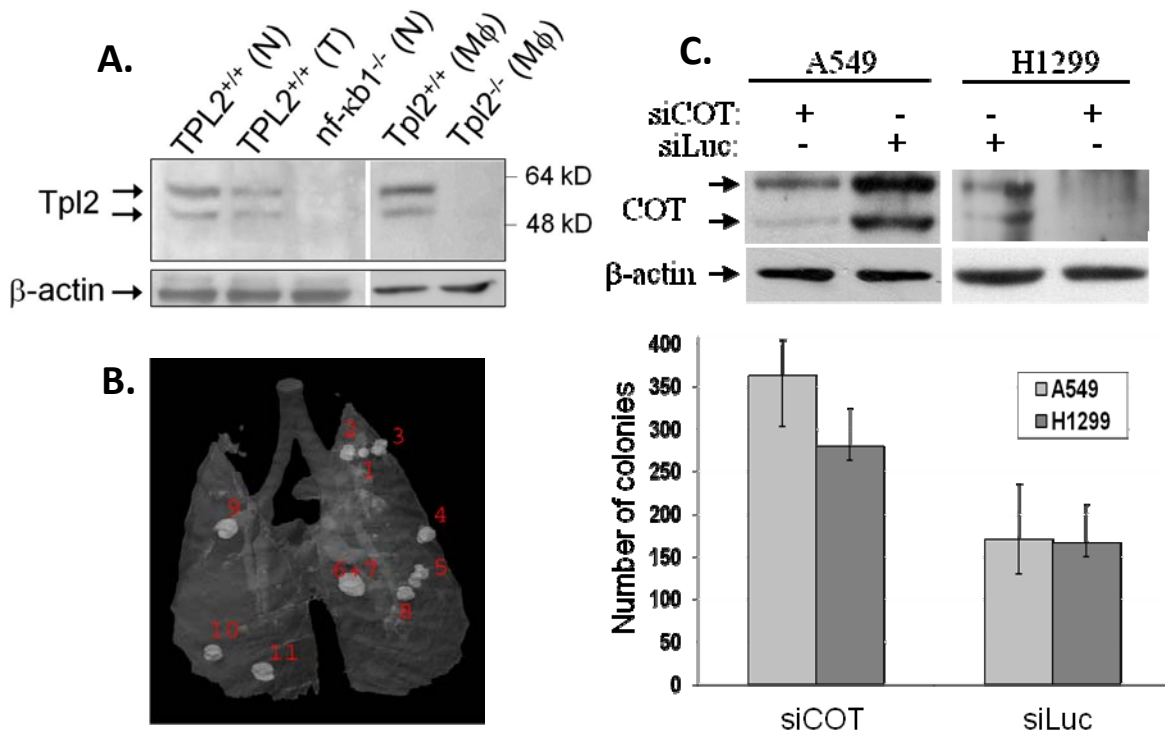 A.
TPL2+/+ (N)
TPL2+/+ (T)
nf-κb1-/- (N)
Tpl2+/+ (Mϕ)
Tpl2-/- (Mϕ)
Tpl2
64 kD
48 kD
β-actin
B.
1
2
3
4
5
6+7
8
9
10
11
C.
A549 H1299
siCOT: + - - +
siLuc: - + + -
COT
β-actin
Number of colonies
400
350
300
250
200
150
100
50
0
A549
H1299
siCOT siLuc